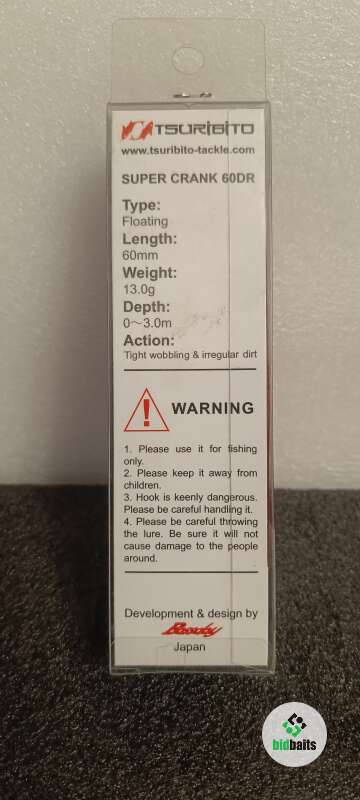 TSURIBITO
www.tsuribito-tackle.com
SUPER CRANK 60DR
Type:
Floating
Length:
60mm
Weight:
13.0g
Depth:
0～3.0m
Action:
Tight wobbling & irregular dirt
WARNING
1. Please use it for fishing
only.
2. Please keep it away from
children.
3. Hook is keenly dangerous.
Please be careful handling it.
4. Please be careful throwing
the lure. Be sure it will not
cause damage to the people
around.
Development & design by
Japan
bidbaits